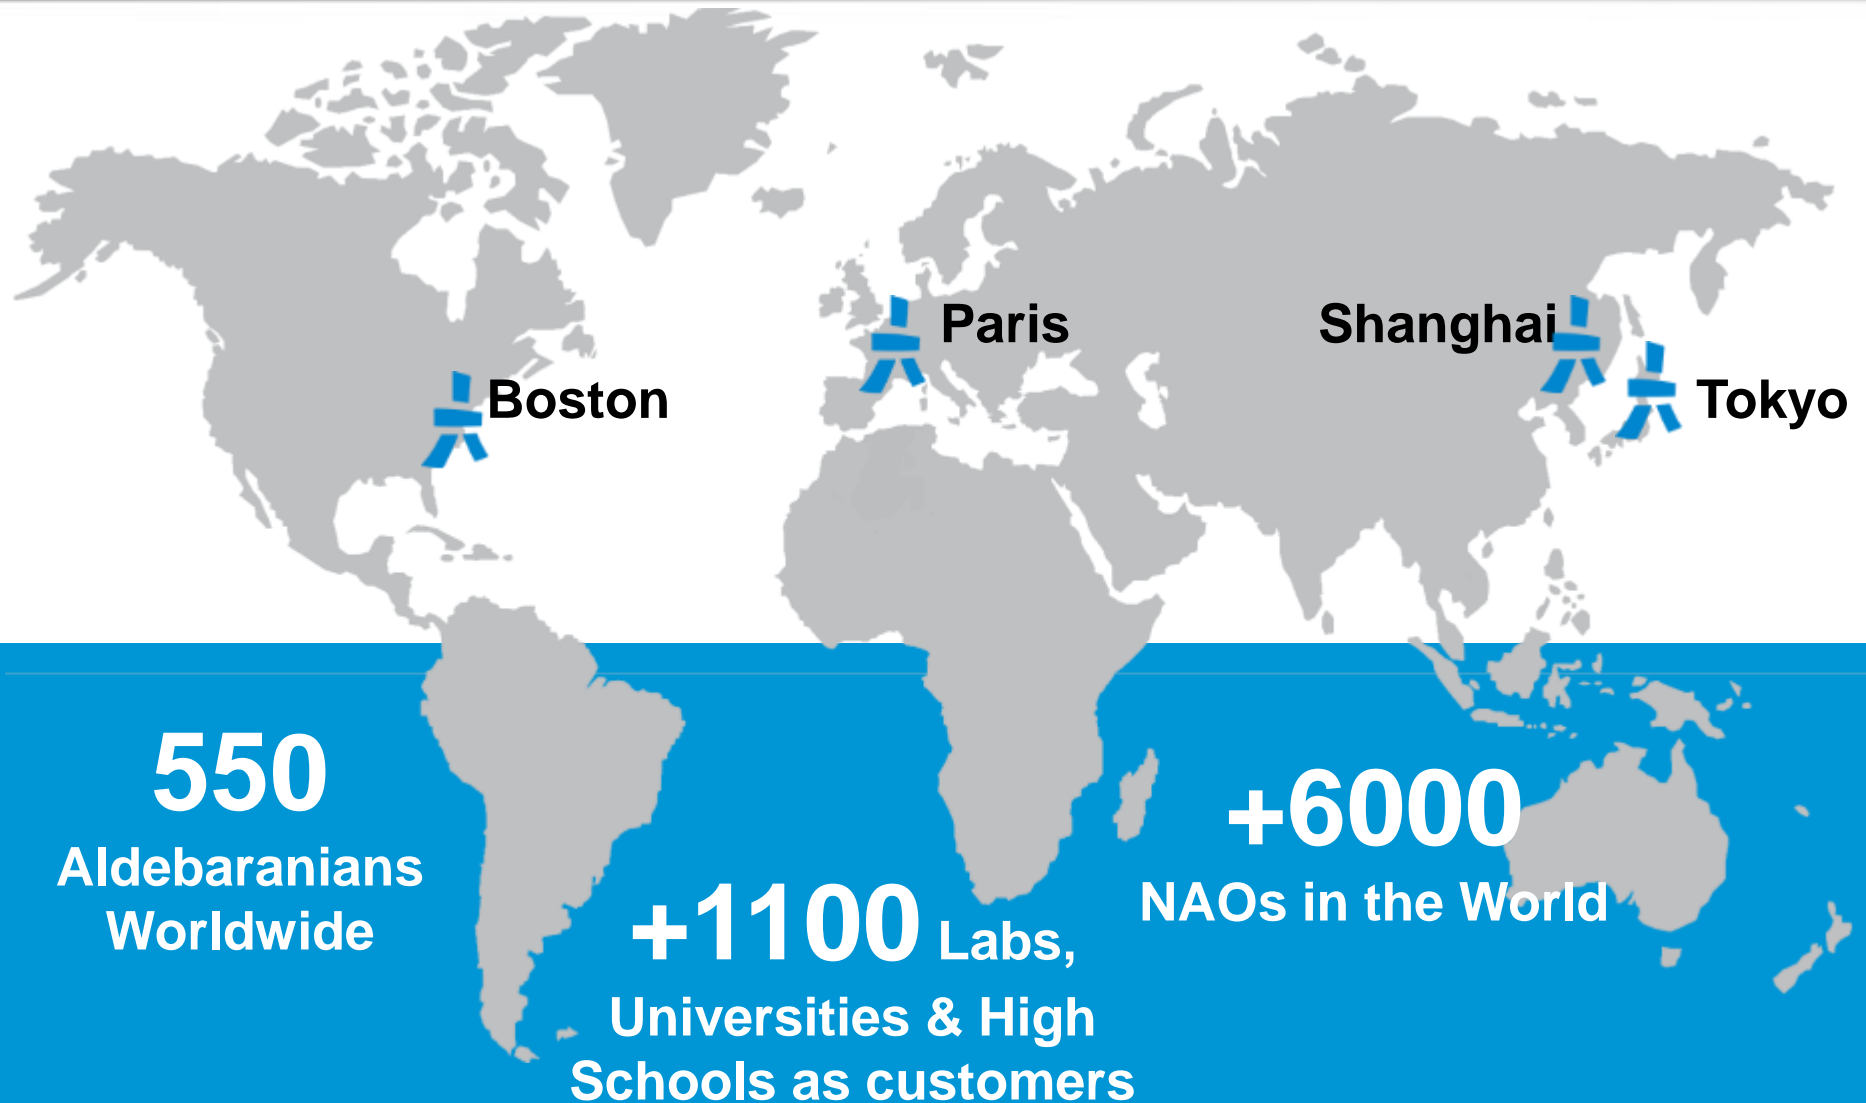 Paris
Shanghai
Boston
Tokyo
550
Aldebaranians
Worldwide
+1100 Labs,
Universities & High
Schools as customers
+6000
NAOs in the World